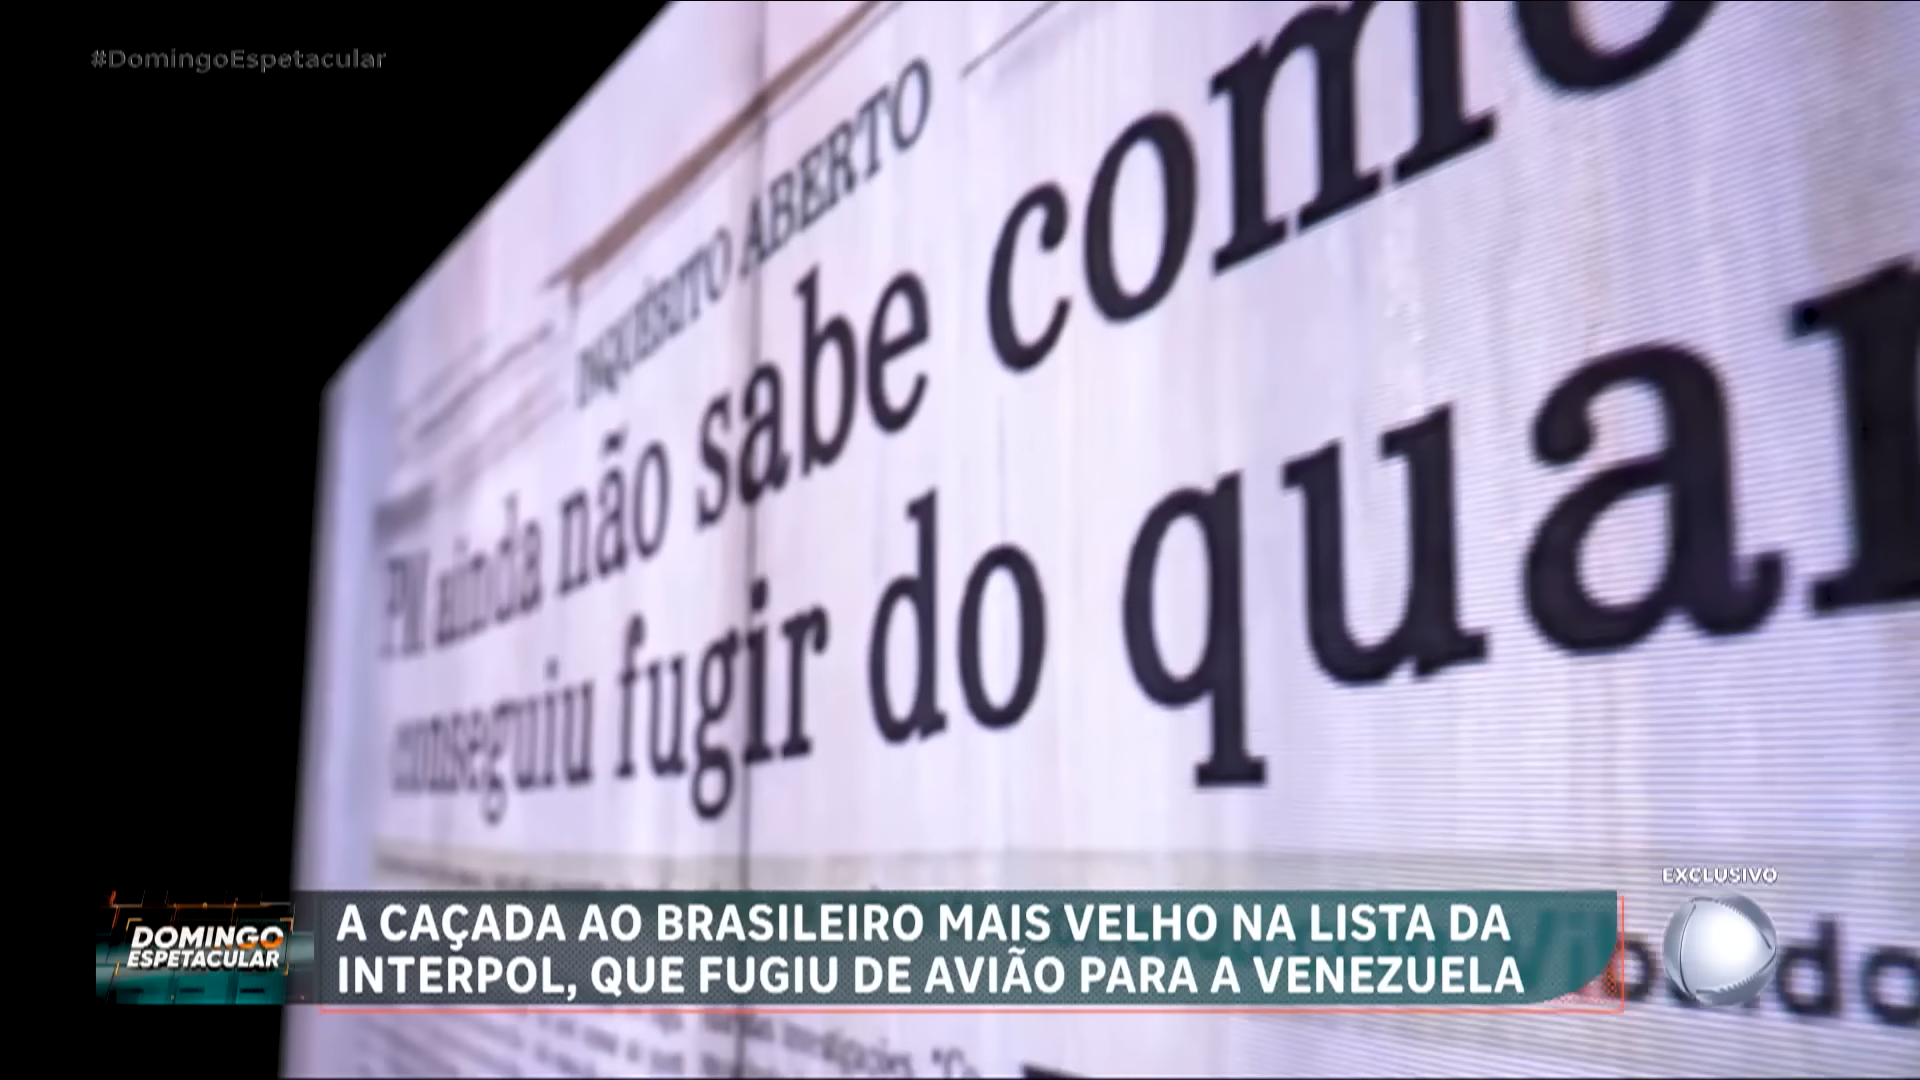 #DomingoEspetacular
INQUÉRITO ABERTO
PM ainda não sabe como
conseguiu fugir do quar
EXCLUSIVO
DOMINGO
ESPETACULAR
A CAÇADA AO BRASILEIRO MAIS VELHO NA LISTA DA
INTERPOL, QUE FUGIU DE AVIÃO PARA A VENEZUELA